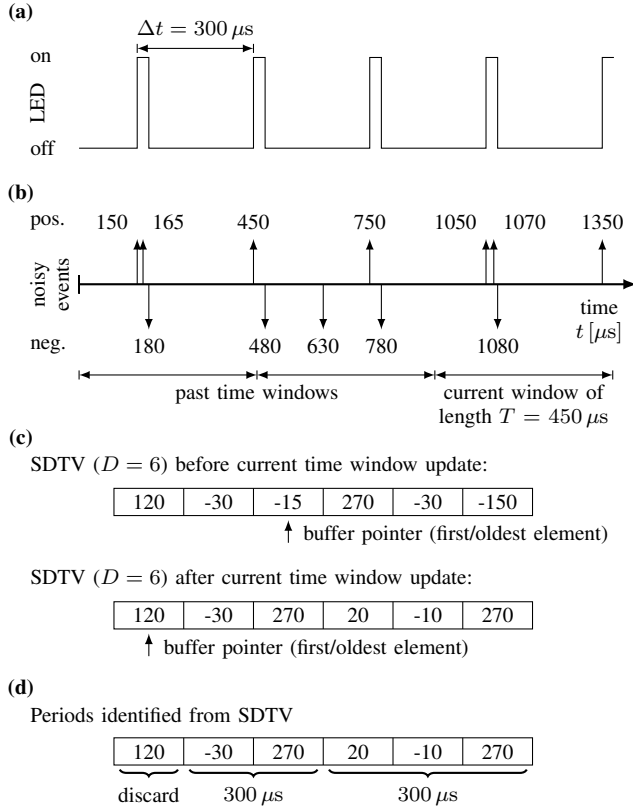 (a)
Δt = 300 μs
on
LED
off
(b)
pos.
150 165 450 750 1050 1070 1350
noisy
events
time
t [μs]
neg.
180 480 630 780 1080
past time windows
current window of
length T = 450 μs
(c)
SDTV (D = 6) before current time window update:
120 -30 -15 270 -30 -150
buffer pointer (first/oldest element)
SDTV (D = 6) after current time window update:
120 -30 270 20 -10 270
buffer pointer (first/oldest element)
(d)
Periods identified from SDTV
120 -30 270 20 -10 270
discard 300 μs 300 μs